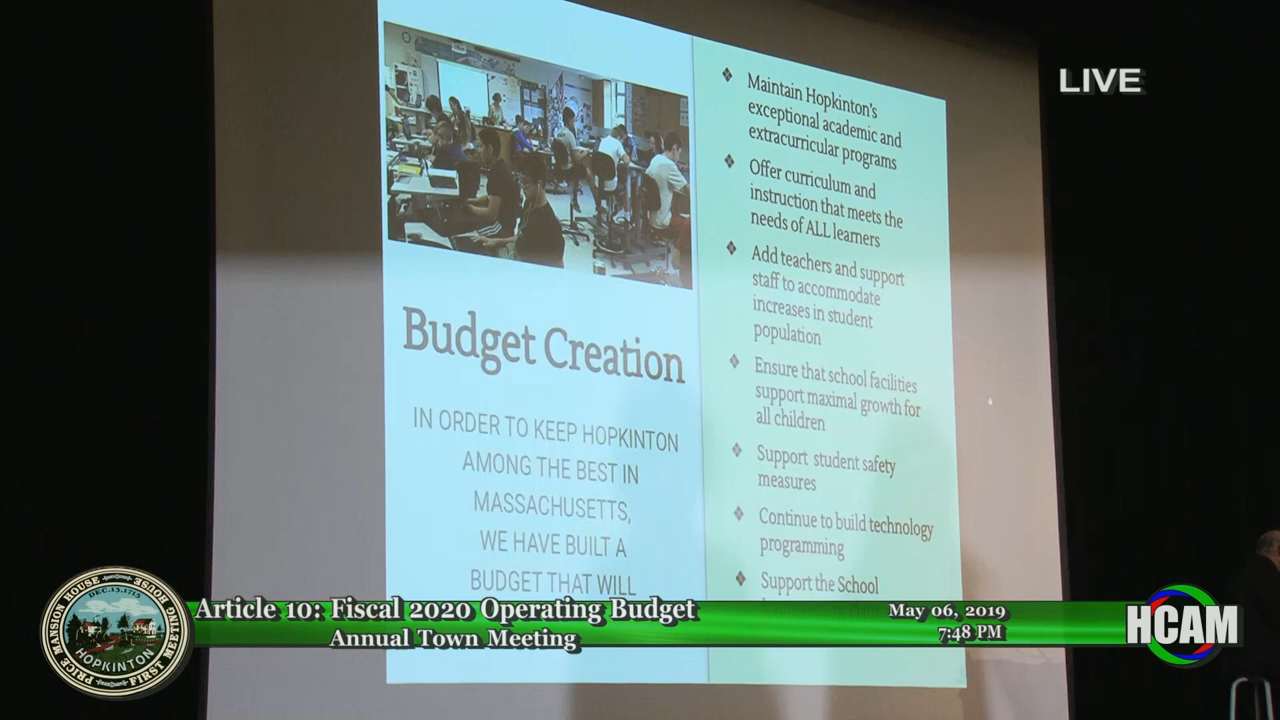 LIVE
Budget Creation
IN ORDER TO KEEP HOPKINTON
AMONG THE BEST IN
MASSACHUSETTS,
WE HAVE BUILT A
BUDGET THAT WILL
❖ Maintain Hopkinton's
exceptional academic and
extracurricular programs
❖ Offer curriculum and
instruction that meets the
needs of ALL learners
❖ Add teachers and support
staff to accommodate
increases in student
population
❖ Ensure that school facilities
support maximal growth for
all children
❖ Support student safety
measures
❖ Continue to build technology
programming
❖ Support the School
Article 10: Fiscal 2020 Operating Budget
Annual Town Meeting
May 06, 2019
7:48 PM
HCAM
PRICE MANSION HOUSE
FIRST MEETING HOUSE
DEC. 13. 1715
HOPKINTON